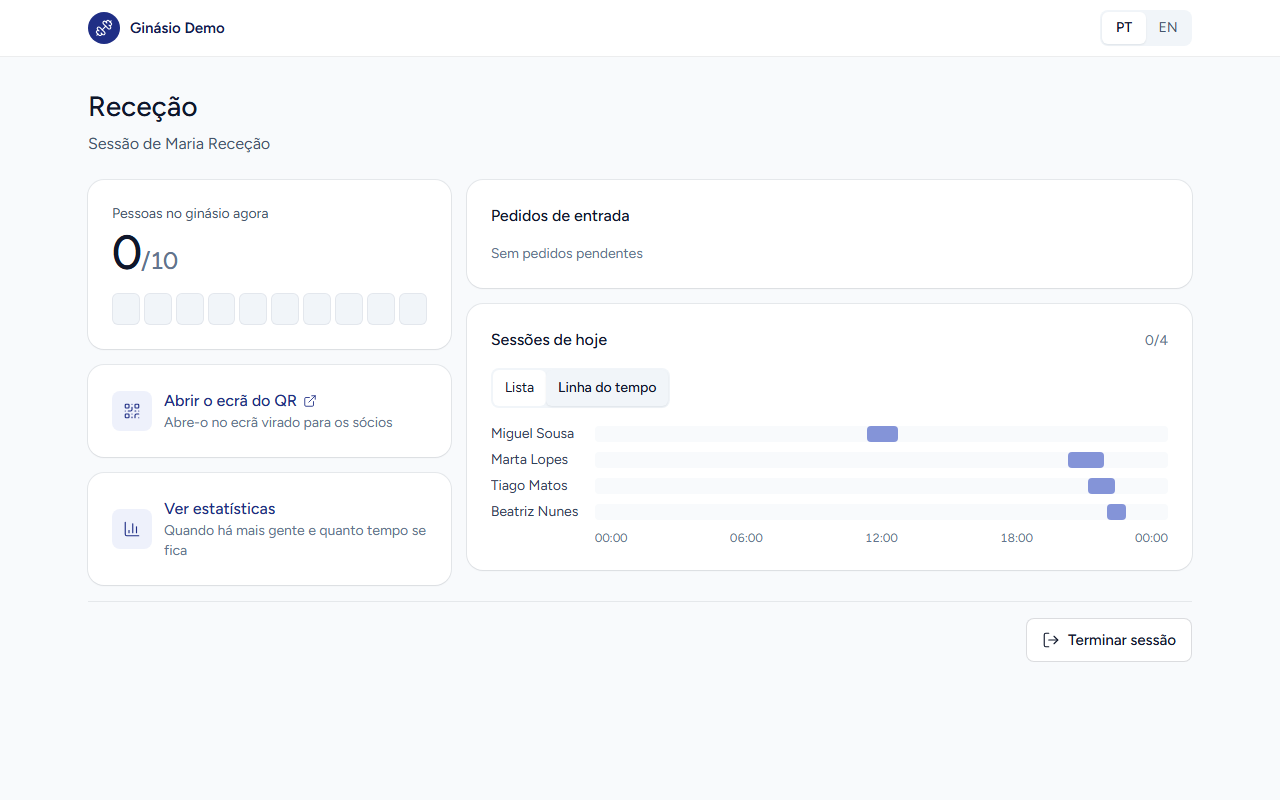 Ginásio Demo
PT EN
Receção
Sessão de Maria Receção
Pessoas no ginásio agora
0/10
Abrir o ecrã do QR
Abre-o no ecrã virado para os sócios
Ver estatísticas
Quando há mais gente e quanto tempo se
fica
Pedidos de entrada
Sem pedidos pendentes
Sessões de hoje 0/4
Lista Linha do tempo
Miguel Sousa
Marta Lopes
Tiago Matos
Beatriz Nunes
00:00 06:00 12:00 18:00 00:00
Terminar sessão